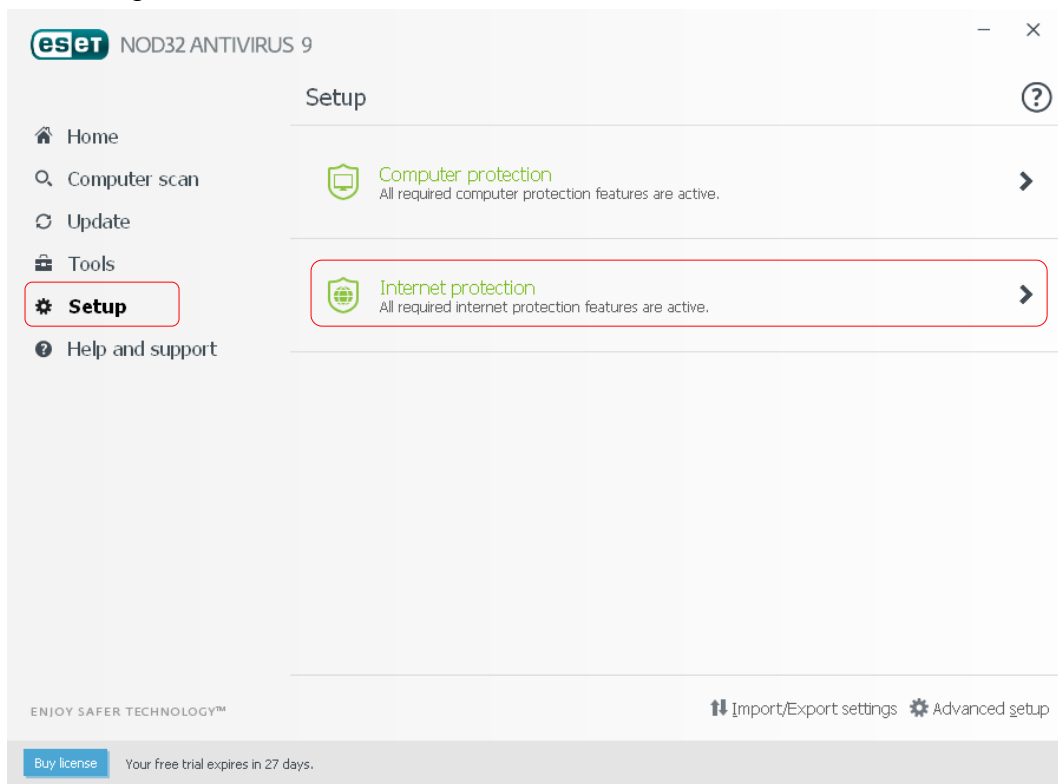 eset NOD32 ANTIVIRUS 9
Setup
Home
Computer scan
Update
Tools
Setup
Help and support
Computer protection
All required computer protection features are active.
Internet protection
All required internet protection features are active.
ENJOY SAFER TECHNOLOGY™
Import/Export settings Advanced setup
Buy license Your free trial expires in 27 days.